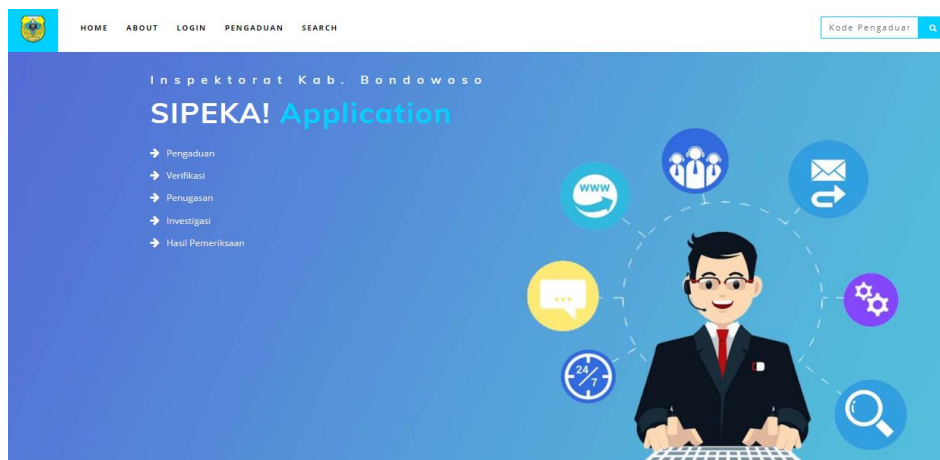 HOME ABOUT LOGIN PENGADUAN SEARCH
Kode Pengaduar
Inspektorat Kab. Bondowoso
SIPEKA! Application
Pengaduan
Verifikasi
Penugasan
Investigasi
Hasil Pemeriksaan
WWW
24/7